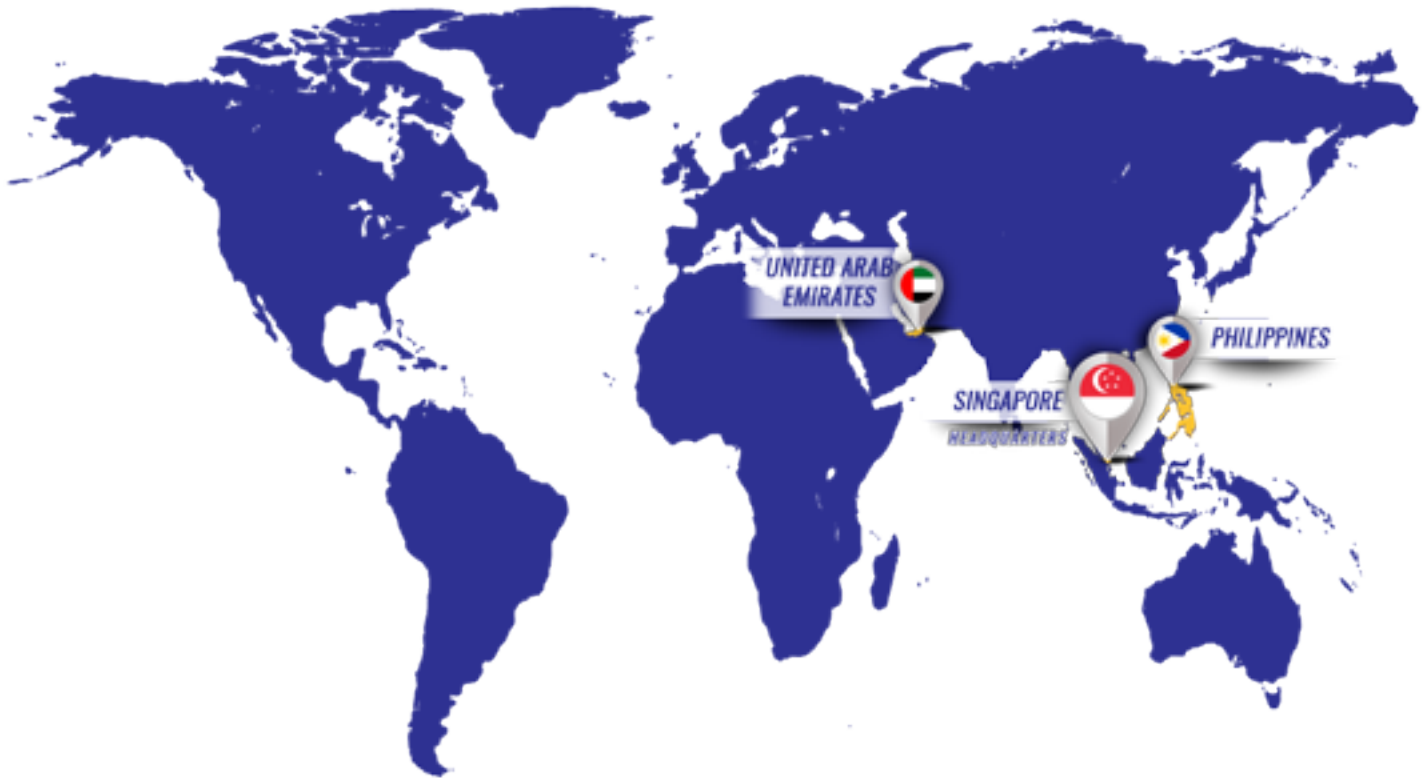 UNITED ARAB
EMIRATES
PHILIPPINES
SINGAPORE
HEADQUARTERS